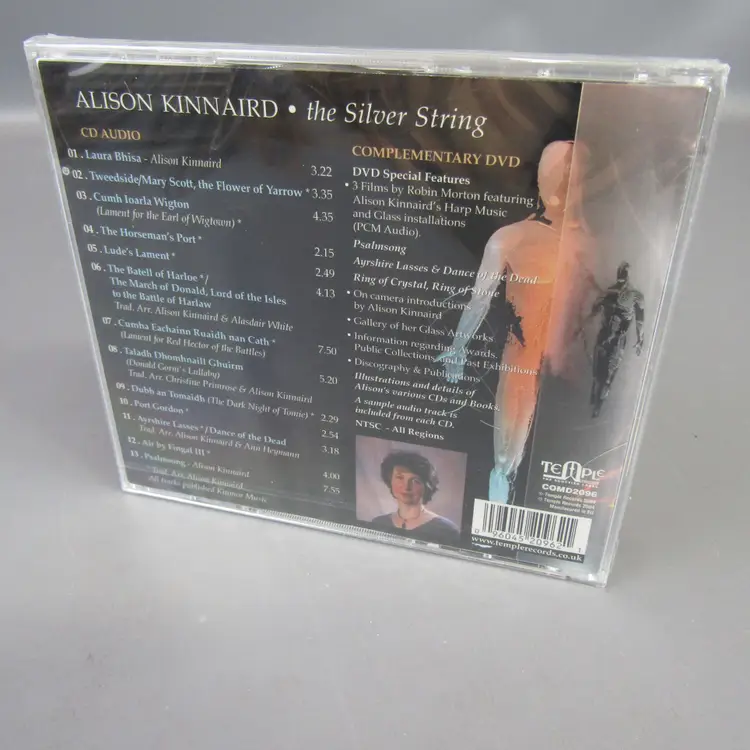 ALISON KINNAIRD • the Silver String
CD AUDIO
01 . Laura Bhisa - Alison Kinnaird 3.22
02 . Tweedside/Mary Scott, the Flower of Yarrow * 3.35
03 . Cumh Ioarla Wigton
(Lament for the Earl of Wigtown) * 4.35
04 . The Horseman's Port *
05 . Lude's Lament * 2.15
06 . The Batell of Harloe */ 2.49
The March of Donald, Lord of the Isles
to the Battle of Harlaw 4.13
Trad. Arr. Alison Kinnaird & Alasdair White
07 . Cumha Eachainn Ruaidh nan Cath *
(Lament for Red Hector of the Battles) 7.50
08 . Taladh Dhomhnaill Ghuirm
(Donald Gorm's Lullaby) 5.20
Trad. Arr. Christine Primrose & Alison Kinnaird
09 . Dubh an Tomaidh (The Dark Night of Tomie) *
10 . Port Gordon * 2.29
11 . Ayrshire Lasses */Dance of the Dead 2.54
Trad. Arr. Alison Kinnaird & Ann Heymann 3.18
12 . Air by Fingal III *
13 . Psalmsong - Alison Kinnaird 4.00
Trad. Arr. Alison Kinnaird 7.55
All tracks published Kinmor Music
COMPLEMENTARY DVD
DVD Special Features
• 3 Films by Robin Morton featuring
Alison Kinnaird's Harp Music
and Glass installations
(PCM Audio).
Psalmsong
Ayrshire Lasses & Dance of the Dead
Ring of Crystal, Ring of Stone
• On camera introductions
by Alison Kinnaird
• Gallery of her Glass Artworks
• Information regarding Awards,
Public Collections and Past Exhibitions
• Discography & Publications
Illustrations and details of
Alison's various CDs and Books.
A sample audio track is
included from each CD.
NTSC - All Regions
TEMPLE
COMD2096
0 96045 20962 1
www.templerecords.co.uk